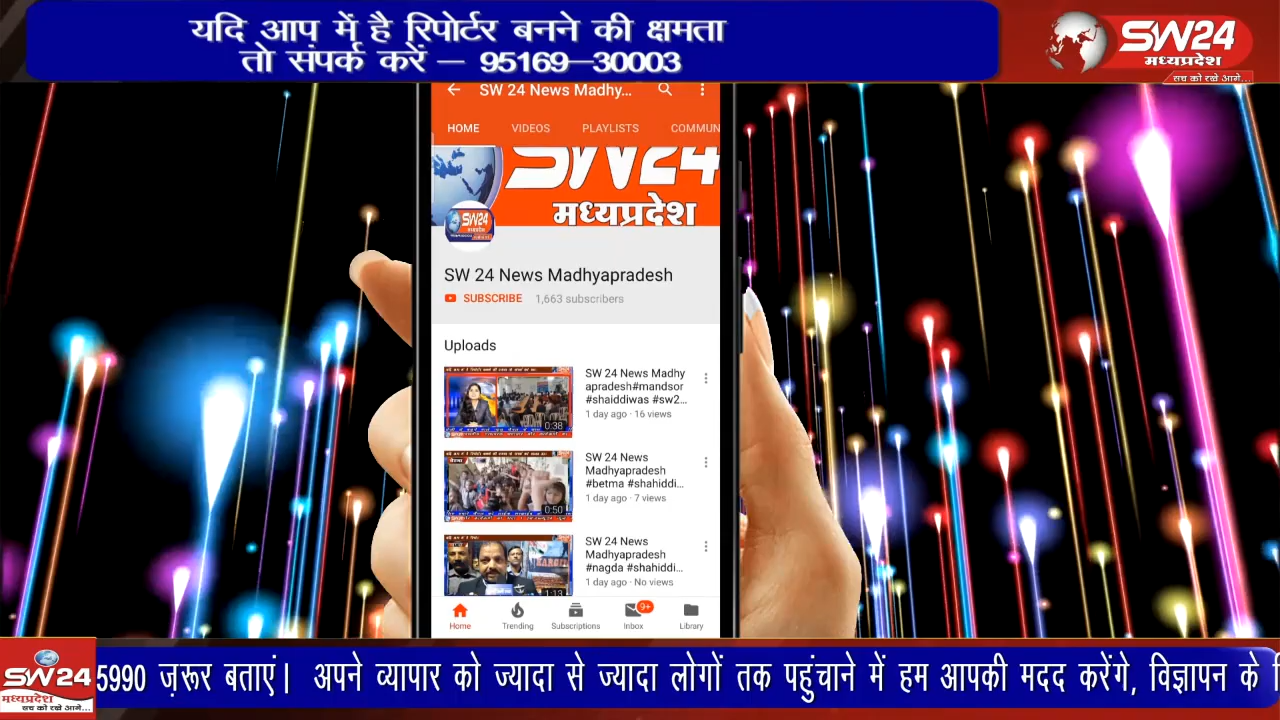 यदि आप में है रिपोर्टर बनने की क्षमता
तो संपर्क करें – 95169–30003
SW24
मध्यप्रदेश
सच को रखे आगे...
SW 24 News Madhy...
HOME VIDEOS PLAYLISTS COMMUN
SW24
मध्यप्रदेश
SW24
SW 24 News Madhyapradesh
SUBSCRIBE 1,663 subscribers
Uploads
SW 24 News Madhy
apradesh#mandsor
#shaiddiwas #sw2...
1 day ago · 16 views
0:38
SW 24 News
Madhyapradesh
#betma #shahiddi...
1 day ago · 7 views
0:50
SW 24 News
Madhyapradesh
#nagda #shahiddi...
1 day ago · No views
1:13
9+
Home Trending Subscriptions Inbox Library
SW24
मध्यप्रदेश
सच को रखे आगे...
5990 ज़रूर बताएं। अपने व्यापार को ज्यादा से ज्यादा लोगों तक पहुंचाने में हम आपकी मदद करेंगे, विज्ञापन के